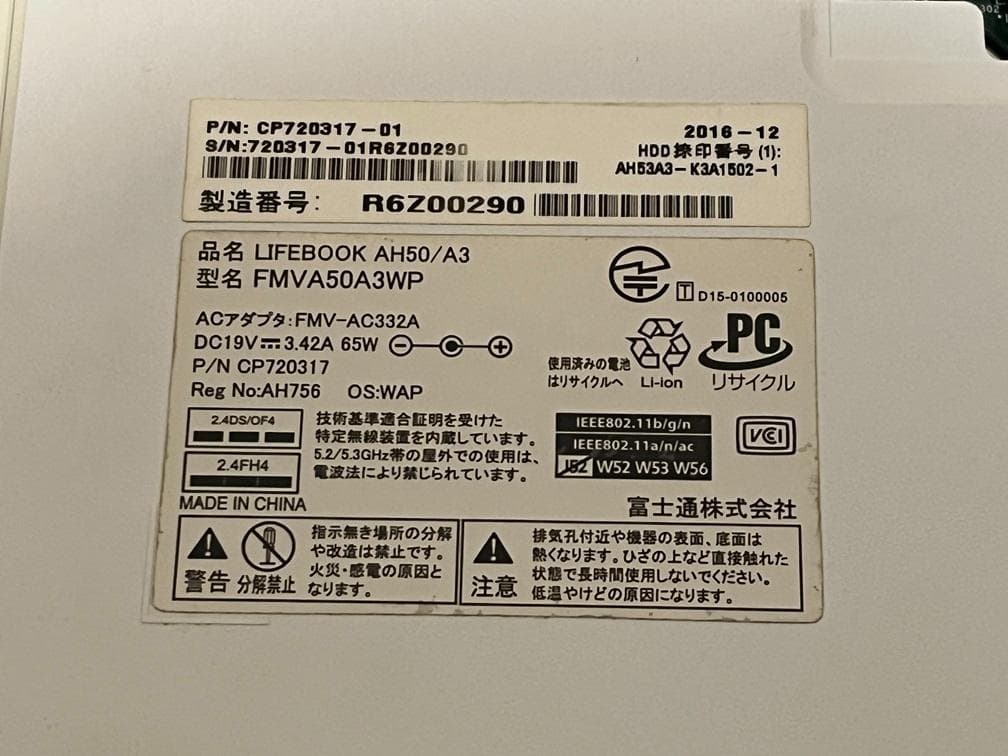 P/N: CP720317-01
2016-12
S/N:720317-01R6Z00290
HDD捺印番号(1):
AH53A3-K3A1502-1
製造番号: R6Z00290
品名 LIFEBOOK AH50/A3
型名 FMVA50A3WP
T D15-0100005
ACアダプタ:FMV-AC332A
DC19V 3.42A 65W
P/N CP720317
Reg No:AH756 OS:WAP
使用済みの電池
はリサイクルへ
Li-ion
PC
リサイクル
2.4DS/OF4
2.4FH4
技術基準適合証明を受けた
特定無線装置を内蔵しています。
5.2/5.3GHz帯の屋外での使用は、
電波法により禁じられています。
IEEE802.11b/g/n
IEEE802.11a/n/ac
J52 W52 W53 W56
VCI
MADE IN CHINA
富士通株式会社
警告 分解禁止
指示無き場所の分解
や改造は禁止です。
火災・感電の原因と
なります。
注意
排気孔付近や機器の表面、底面は
熱くなります。ひざの上など直接触れた
状態で長時間使用しないでください。
低温やけどの原因になります。